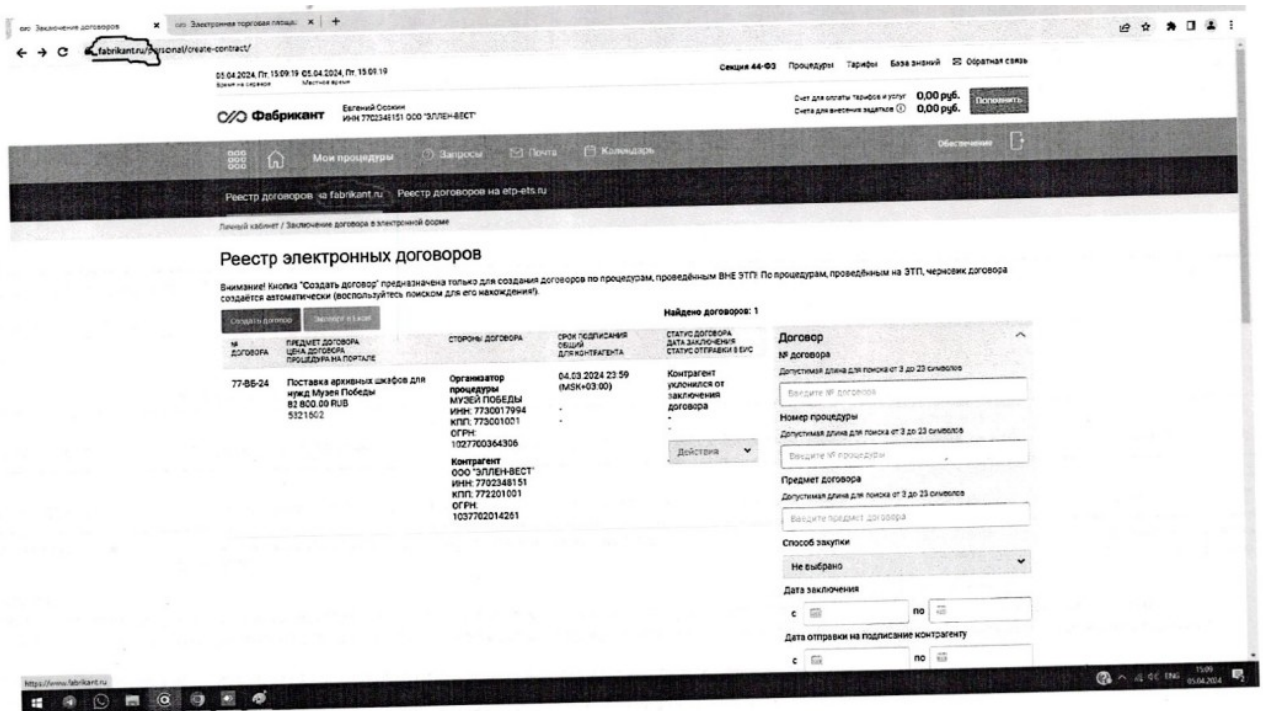 Заключение договоров
Электронная торговая площа
fabrikant.ru/personal/create-contract/
05.04.2024, Пт, 15:09:19 05.04.2024, Пт, 15:09:19
Время на сервере Местное время
Секция 44-ФЗ Процедуры Тарифы База знаний Обратная связь
Фабрикант
Евгений Осокин
ИНН 7702348151 ООО "ЭЛЛЕН-ВЕСТ"
Счет для оплаты тарифов и услуг 0,00 руб.
Счета для внесения задатков 0,00 руб.
Пополнить
Мои процедуры Запросы Почта Календарь
Обеспечение
Реестр договоров на fabrikant.ru Реестр договоров на etp-ets.ru
Личный кабинет / Заключение договора в электронной форме
Реестр электронных договоров
Внимание! Кнопка "Создать договор" предназначена только для создания договоров по процедурам, проведённым ВНЕ ЭТП! По процедурам, проведённым на ЭТП, черновик договора
создаётся автоматически (воспользуйтесь поиском для его нахождения!).
Создать договор Экспорт в Excel
Найдено договоров: 1
№
ДОГОВОРА
ПРЕДМЕТ ДОГОВОРА
ЦЕНА ДОГОВОРА
ПРОЦЕДУРА НА ПОРТАЛЕ
СТОРОНЫ ДОГОВОРА
СРОК ПОДПИСАНИЯ
ОБЩИЙ
ДЛЯ КОНТРАГЕНТА
СТАТУС ДОГОВОРА
ДАТА ЗАКЛЮЧЕНИЯ
СТАТУС ОТПРАВКИ В ЕИС
77-ВБ-24
Поставка архивных шкафов для
нужд Музея Победы
82 800.00 RUB
5321602
Организатор
процедуры
МУЗЕЙ ПОБЕДЫ
ИНН: 7730017994
КПП: 773001001
ОГРН:
1027700364306
Контрагент
ООО "ЭЛЛЕН-ВЕСТ"
ИНН: 7702348151
КПП: 772201001
ОГРН:
1037702014261
04.03.2024 23:59
(MSK+03:00)
-
-
Контрагент
уклонился от
заключения
договора
-
-
Действия
Договор
№ договора
Допустимая длина для поиска от 3 до 23 символов
Введите № договора
Номер процедуры
Допустимая длина для поиска от 3 до 23 символов
Введите № процедуры
Предмет договора
Допустимая длина для поиска от 3 до 23 символов
Введите предмет договора
Способ закупки
Не выбрано
Дата заключения
с по
Дата отправки на подписание контрагенту
с по
https://www.fabrikant.ru
ENG
15:09
05.04.2024